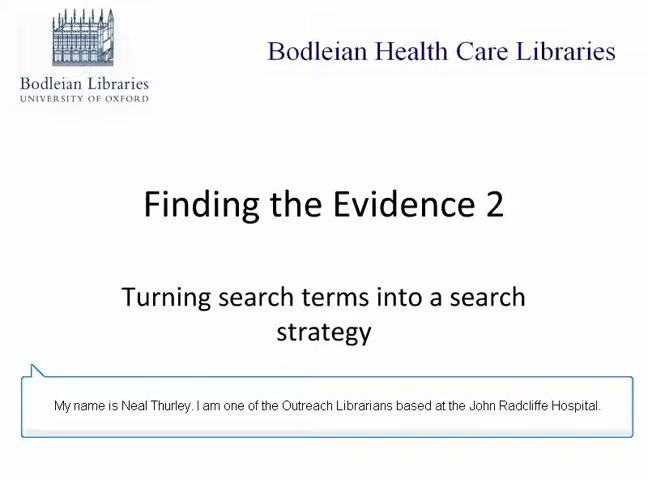 Bodleian Libraries
UNIVERSITY OF OXFORD
Bodleian Health Care Libraries
Finding the Evidence 2
Turning search terms into a search
strategy
My name is Neal Thurley. I am one of the Outreach Librarians based at the John Radcliffe Hospital.